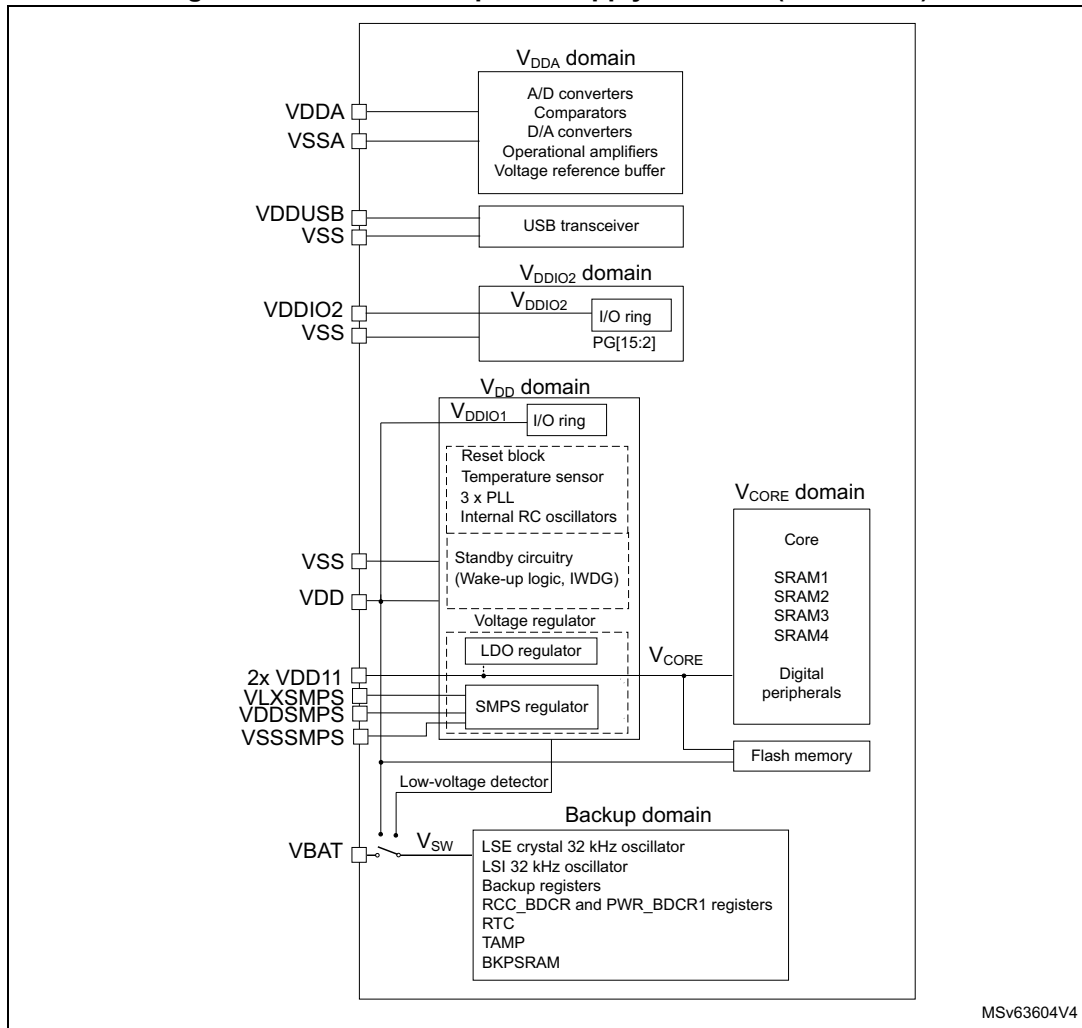 VDDA domain
A/D converters
Comparators
D/A converters
Operational amplifiers
Voltage reference buffer
VDDA
VSSA
VDDUSB
VSS
USB transceiver
VDDIO2 domain
VDDIO2
VSS
VDDIO2
I/O ring
PG[15:2]
VDD domain
VDDIO1
I/O ring
Reset block
Temperature sensor
3 x PLL
Internal RC oscillators
Standby circuitry
(Wake-up logic, IWDG)
VSS
VDD
Voltage regulator
LDO regulator
SMPS regulator
2x VDD11
VLXSMPS
VDDSMPS
VSSSMPS
VCORE
VCORE domain
Core
SRAM1
SRAM2
SRAM3
SRAM4
Digital
peripherals
Flash memory
Low-voltage detector
Backup domain
VBAT
VSW
LSE crystal 32 kHz oscillator
LSI 32 kHz oscillator
Backup registers
RCC_BDCR and PWR_BDCR1 registers
RTC
TAMP
BKPSRAM
MSv63604V4